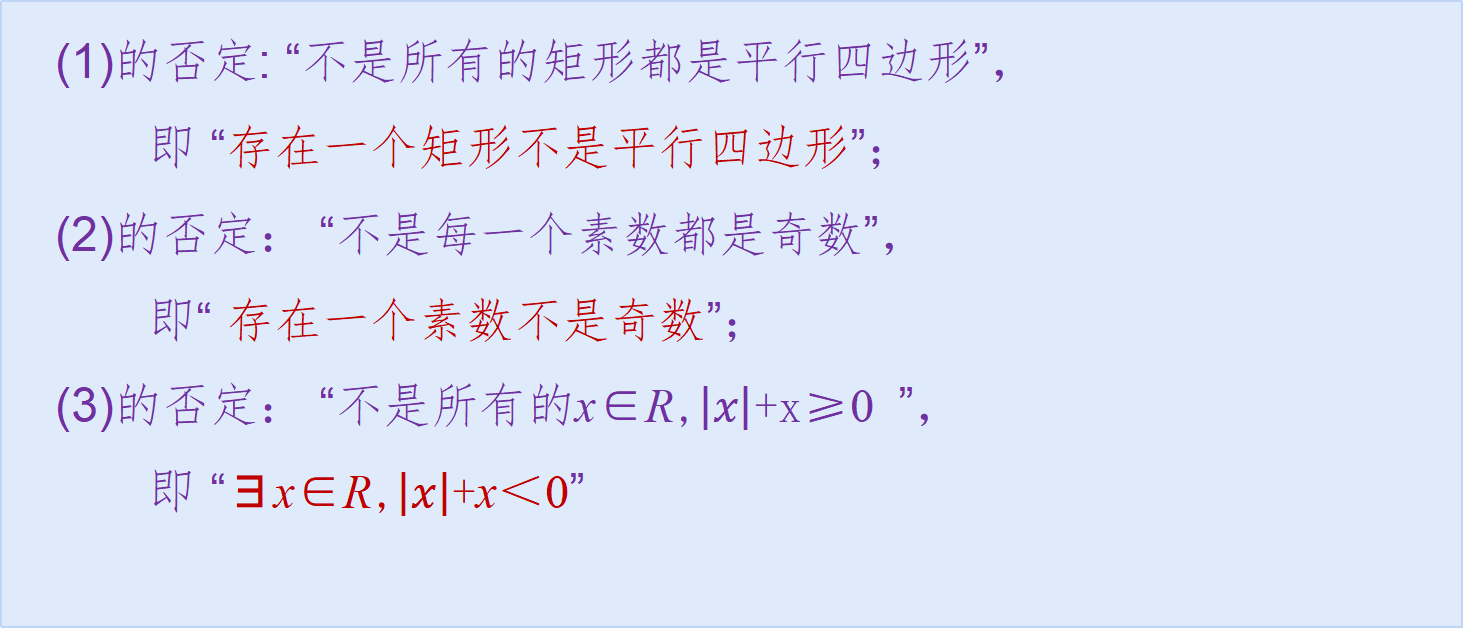 (1)的否定: “不是所有的矩形都是平行四边形”，
即 “存在一个矩形不是平行四边形”；
(2)的否定： “不是每一个素数都是奇数”，
即“ 存在一个素数不是奇数”；
(3)的否定： “不是所有的x∈R,|x|+x≥0 ”，
即 “∃x∈R,|x|+x＜0”